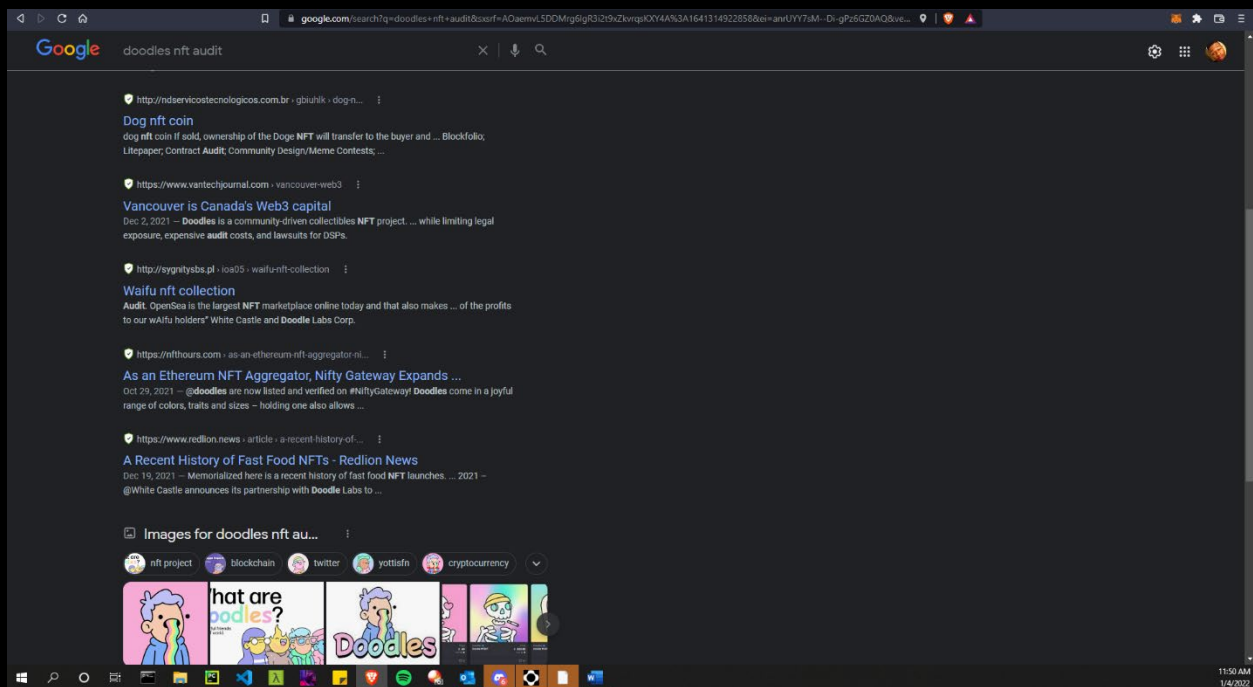 google.com/search?q=doodles+nft+audit&sxsrf=AOaemvL5DDMrg6lgR3i2t9xZkvrqsKXY4A%3A1641314922858&ei=anrUYY7sM--Di-gPz6GZ0AQ&ve...
Google
doodles nft audit
http://ndservicostecnologicos.com.br › gbiuhlk › dog-n...
Dog nft coin
dog nft coin If sold, ownership of the Doge NFT will transfer to the buyer and ... Blockfolio;
Litepaper; Contract Audit; Community Design/Meme Contests; ...
https://www.vantechjournal.com › vancouver-web3
Vancouver is Canada's Web3 capital
Dec 2, 2021 — Doodles is a community-driven collectibles NFT project. ... while limiting legal
exposure, expensive audit costs, and lawsuits for DSPs.
http://sygnitysbs.pl › ioa05 › waifu-nft-collection
Waifu nft collection
Audit. OpenSea is the largest NFT marketplace online today and that also makes ... of the profits
to our wAIfu holders" White Castle and Doodle Labs Corp.
https://nfthours.com › as-an-ethereum-nft-aggregator-ni...
As an Ethereum NFT Aggregator, Nifty Gateway Expands ...
Oct 29, 2021 — @doodles are now listed and verified on #NiftyGateway! Doodles come in a joyful
range of colors, traits and sizes – holding one also allows ...
https://www.redlion.news › article › a-recent-history-of-...
A Recent History of Fast Food NFTs - Redlion News
Dec 19, 2021 — Memorialized here is a recent history of fast food NFT launches. ... 2021 –
@White Castle announces its partnership with Doodle Labs to ...
Images for doodles nft au...
nft project
blockchain
twitter
yottisfn
cryptocurrency
hat are
oodles?
Doodles
11:50 AM
1/4/2022